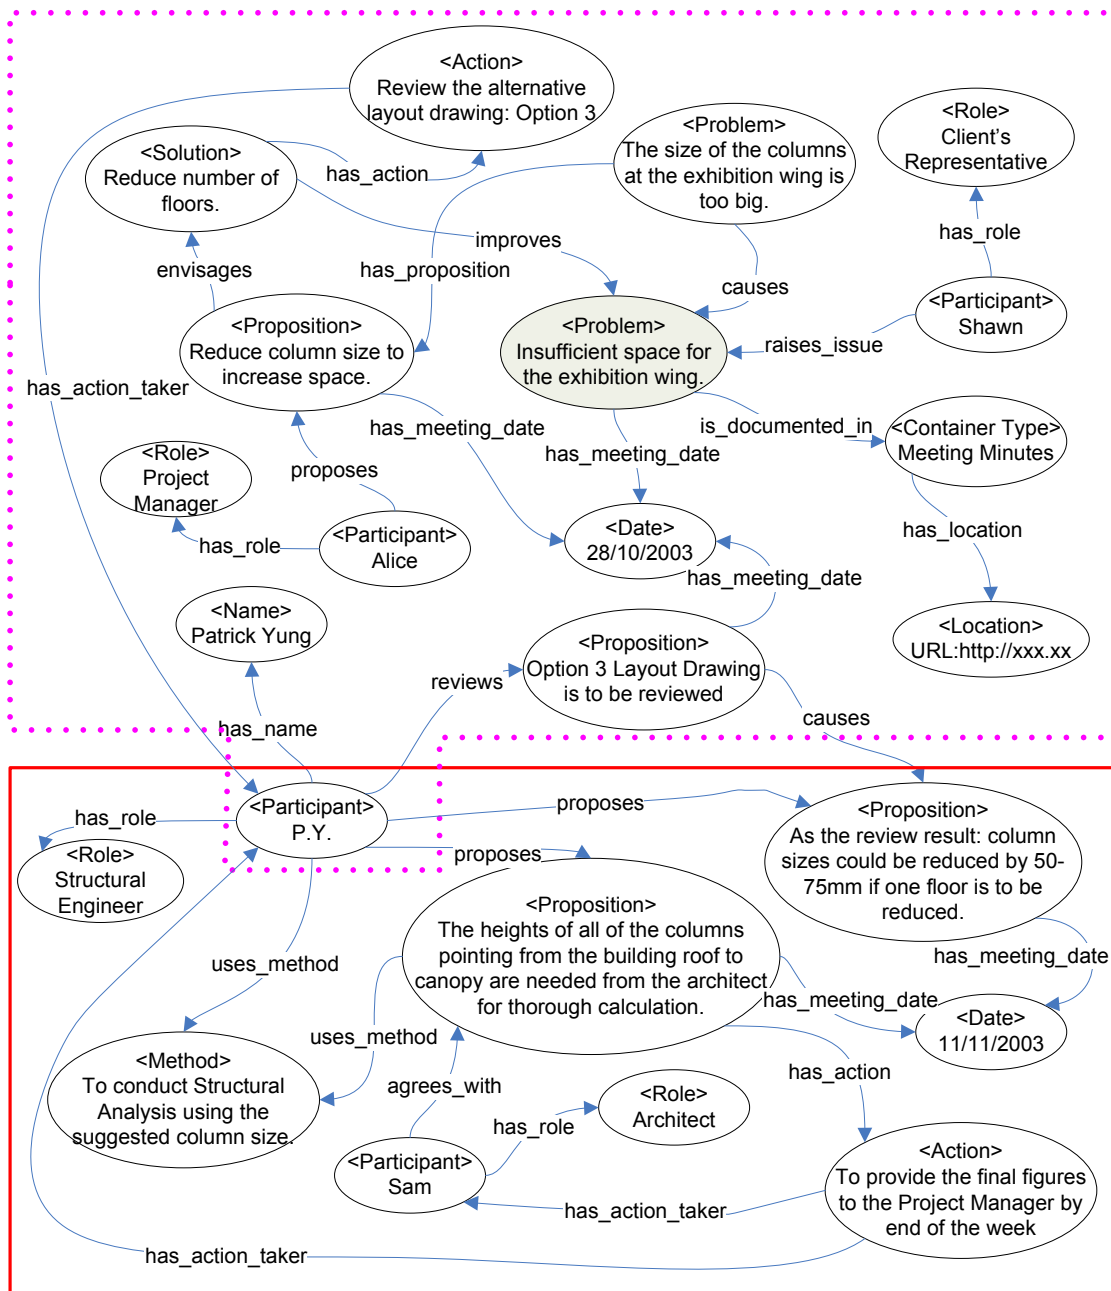 <Action>
Review the alternative
layout drawing: Option 3
<Problem>
The size of the columns
at the exhibition wing is
too big.
<Role>
Client's
Representative
<Solution>
Reduce number of
floors.
has_action
improves
has_role
envisages
has_proposition
causes
<Participant>
Shawn
<Proposition>
Reduce column size to
increase space.
<Problem>
Insufficient space for
the exhibition wing.
raises_issue
has_action_taker
has_meeting_date
is_documented_in
<Container Type>
Meeting Minutes
has_meeting_date
<Role>
Project
Manager
proposes
has_location
<Date>
28/10/2003
has_role
<Participant>
Alice
has_meeting_date
<Name>
Patrick Yung
<Location>
URL:http://xxx.xx
<Proposition>
Option 3 Layout Drawing
is to be reviewed
reviews
causes
has_name
<Participant>
P.Y.
has_role
proposes
<Proposition>
As the review result: column
sizes could be reduced by 50-
75mm if one floor is to be
reduced.
<Role>
Structural
Engineer
proposes
<Proposition>
The heights of all of the columns
pointing from the building roof to
canopy are needed from the architect
for thorough calculation.
uses_method
has_meeting_date
has_meeting_date
<Date>
11/11/2003
uses_method
<Method>
To conduct Structural
Analysis using the
suggested column size.
agrees_with
has_action
<Role>
Architect
has_role
<Participant>
Sam
<Action>
To provide the final figures
to the Project Manager by
end of the week
has_action_taker
has_action_taker